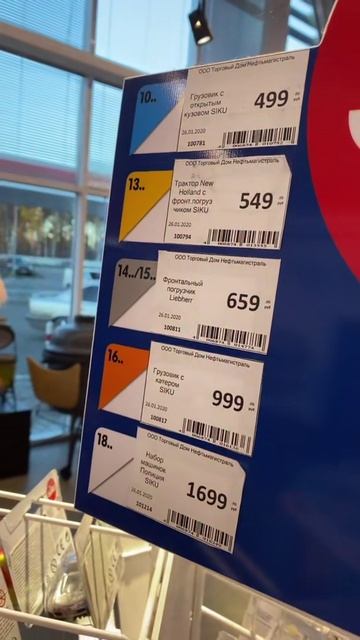 ООО Торговый Дом Нефтьмагистраль
10..
Грузовик с
открытым
кузовом SIKU
499
26.01.2020
100781
ООО Торговый Дом Нефтьмагистраль
13..
Трактор New
Holland с
фронт.погруз
чиком SIKU
549
26.01.2020
100794
ООО Торговый Дом Нефтьмагистраль
14../15..
Фронтальный
погрузчик
Liebherr
659
26.01.2020
100811
ООО Торговый Дом Нефтьмагистраль
16..
Грузовик с
катером
SIKU
999
26.01.2020
100817
ООО Торговый Дом Нефтьмагистраль
18..
Набор
машинок
Полиция
SIKU
1699
26.01.2020
101214